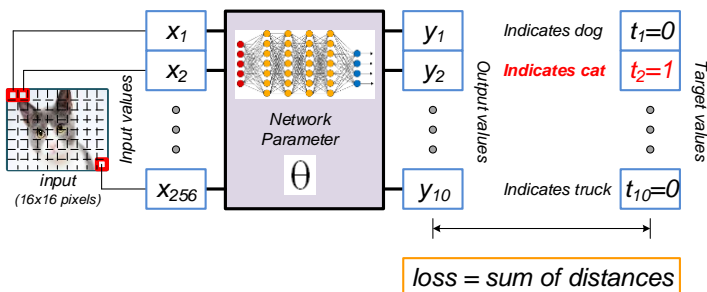 x1
y1
Indicates dog
t1=0
x2
y2
Indicates cat
t2=1
Input values
Output values
Target values
Network
Parameter
θ
input
(16x16 pixels)
x256
y10
Indicates truck
t10=0
loss = sum of distances